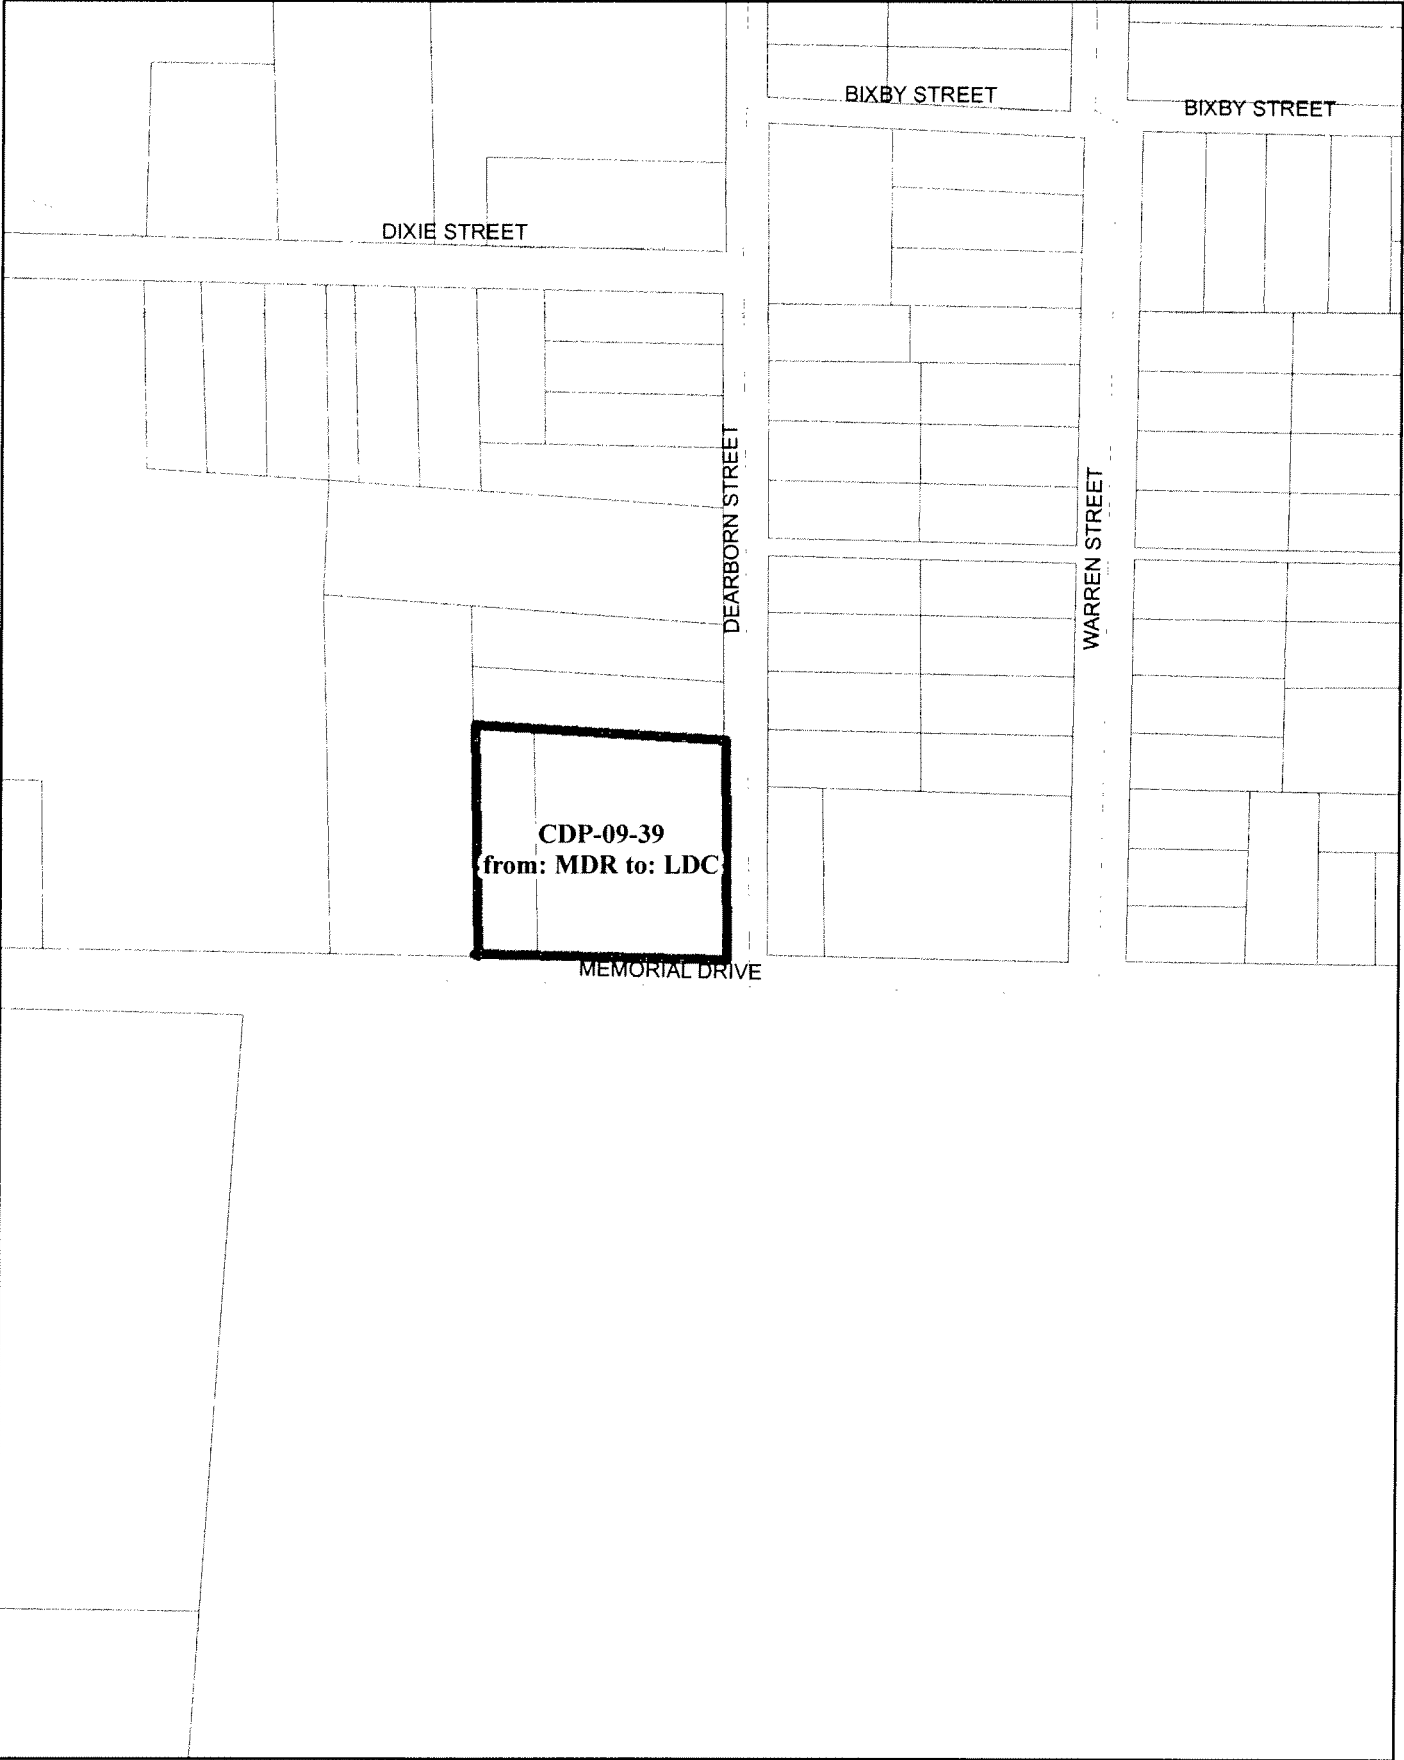 BIXBY STREET
BIXBY STREET
DIXIE STREET
DEARBORN STREET
WARREN STREET
CDP-09-39
from: MDR to: LDC
MEMORIAL DRIVE